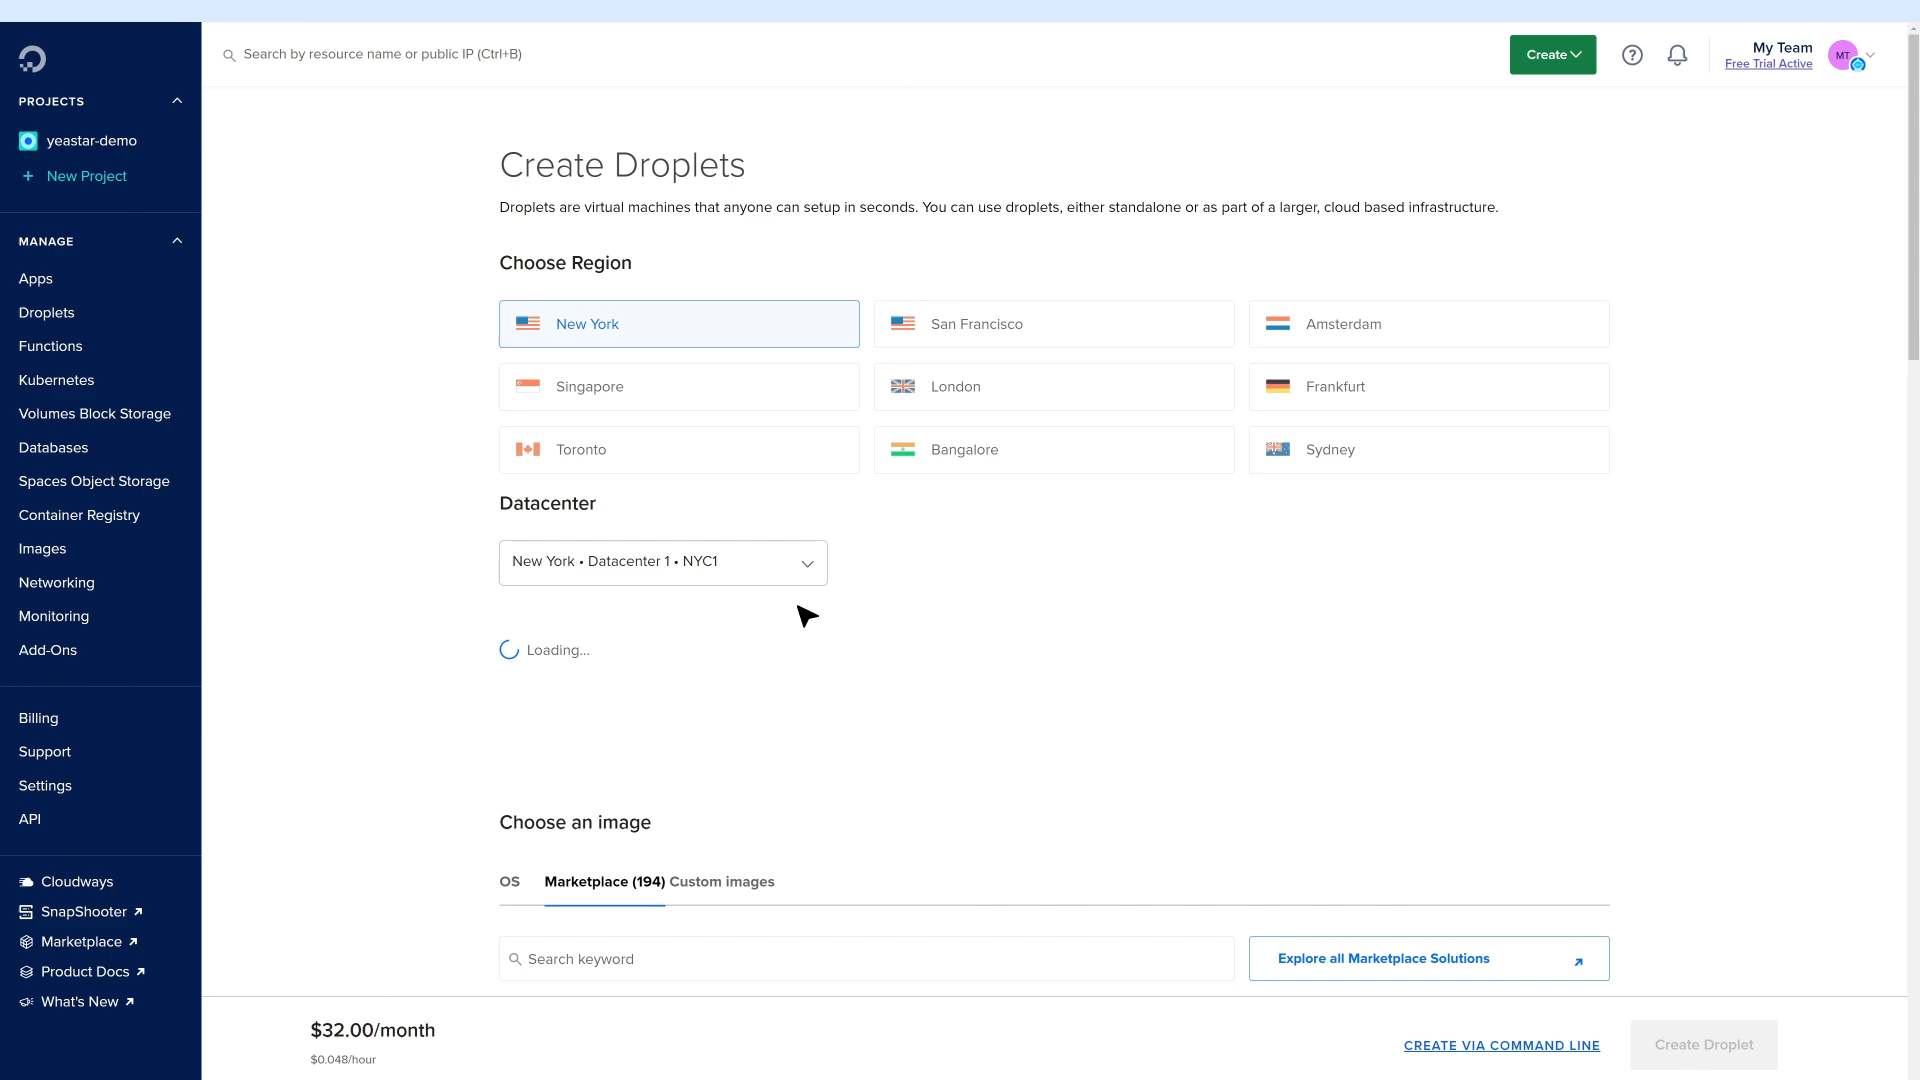 Search by resource name or public IP (Ctrl+B)
Create
My Team
Free Trial Active
MT
PROJECTS
yeastar-demo
+ New Project
MANAGE
Apps
Droplets
Functions
Kubernetes
Volumes Block Storage
Databases
Spaces Object Storage
Container Registry
Images
Networking
Monitoring
Add-Ons
Billing
Support
Settings
API
Cloudways
SnapShooter
Marketplace
Product Docs
What's New
Create Droplets
Droplets are virtual machines that anyone can setup in seconds. You can use droplets, either standalone or as part of a larger, cloud based infrastructure.
Choose Region
New York
San Francisco
Amsterdam
Singapore
London
Frankfurt
Toronto
Bangalore
Sydney
Datacenter
New York • Datacenter 1 • NYC1
Loading...
Choose an image
OS Marketplace (194) Custom images
Search keyword
Explore all Marketplace Solutions
$32.00/month
$0.048/hour
CREATE VIA COMMAND LINE
Create Droplet